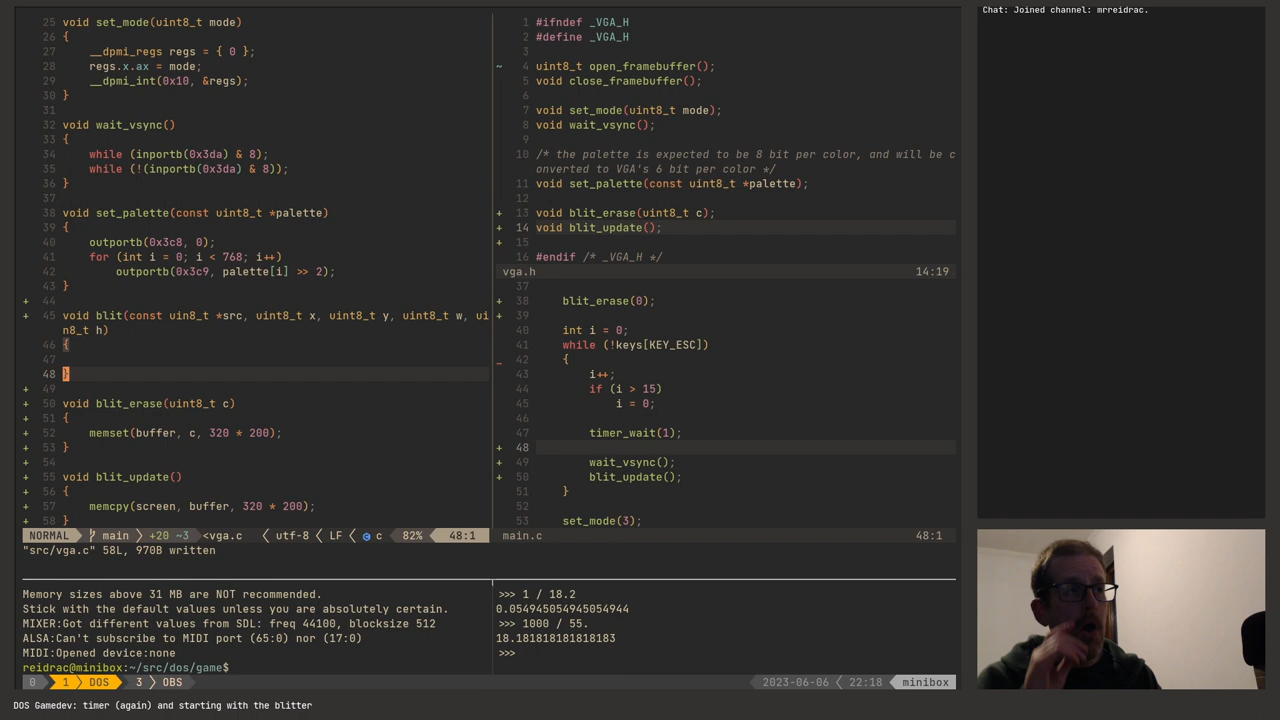 25 void set_mode(uint8_t mode)
26 {
27     __dpmi_regs regs = { 0 };
28     regs.x.ax = mode;
29     __dpmi_int(0x10, &regs);
30 }
31
32 void wait_vsync()
33 {
34     while (inportb(0x3da) & 8);
35     while (!(inportb(0x3da) & 8));
36 }
37
38 void set_palette(const uint8_t *palette)
39 {
40     outportb(0x3c8, 0);
41     for (int i = 0; i < 768; i++)
42         outportb(0x3c9, palette[i] >> 2);
43 }
+ 44
+ 45 void blit(const uin8_t *src, uint8_t x, uint8_t y, uint8_t w, ui
n8_t h)
46 {
47
48 }
+ 49
+ 50 void blit_erase(uint8_t c)
+ 51 {
+ 52     memset(buffer, c, 320 * 200);
+ 53 }
+ 54
+ 55 void blit_update()
+ 56 {
+ 57     memcpy(screen, buffer, 320 * 200);
+ 58 }
NORMAL main +20 ~3 <vga.c utf-8 LF c 82% 48:1
"src/vga.c" 58L, 970B written
1 #ifndef _VGA_H
2 #define _VGA_H
3
~ 4 uint8_t open_framebuffer();
5 void close_framebuffer();
6
7 void set_mode(uint8_t mode);
8 void wait_vsync();
9
10 /* the palette is expected to be 8 bit per color, and will be c
onverted to VGA's 6 bit per color */
11 void set_palette(const uint8_t *palette);
12
+ 13 void blit_erase(uint8_t c);
+ 14 void blit_update();
+ 15
16 #endif /* _VGA_H */
vga.h 14:19
37
+ 38     blit_erase(0);
+ 39
40     int i = 0;
41     while (!keys[KEY_ESC])
_ 42     {
43         i++;
44         if (i > 15)
45             i = 0;
46
47         timer_wait(1);
+ 48
+ 49         wait_vsync();
+ 50         blit_update();
51     }
52
53     set_mode(3);
main.c 48:1
Memory sizes above 31 MB are NOT recommended.
Stick with the default values unless you are absolutely certain.
MIXER:Got different values from SDL: freq 44100, blocksize 512
ALSA:Can't subscribe to MIDI port (65:0) nor (17:0)
MIDI:Opened device:none
reidrac@minibox:~/src/dos/game$
>>> 1 / 18.2
0.054945054945054944
>>> 1000 / 55.
18.181818181818183
>>>
0 1 DOS 3 OBS 2023-06-06 22:18 minibox
Chat: Joined channel: mrreidrac.
DOS Gamedev: timer (again) and starting with the blitter